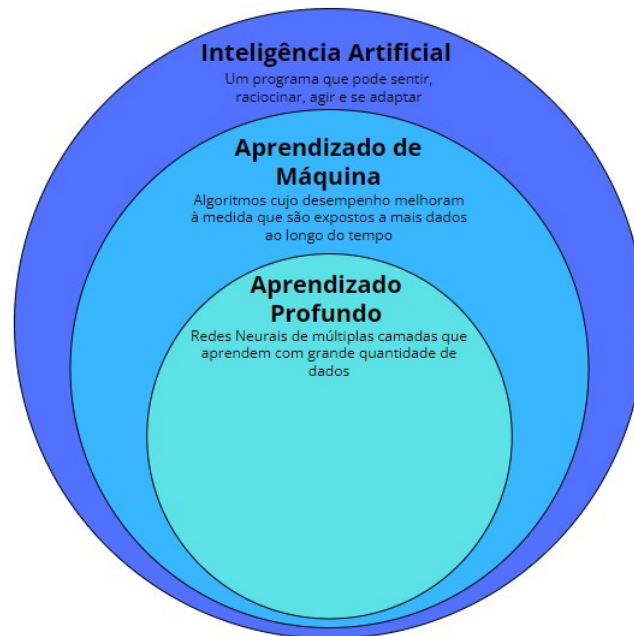 Inteligência Artificial
Um programa que pode sentir,
raciocinar, agir e se adaptar
Aprendizado de
Máquina
Algoritmos cujo desempenho melhoram
à medida que são expostos a mais dados
ao longo do tempo
Aprendizado
Profundo
Redes Neurais de múltiplas camadas que
aprendem com grande quantidade de
dados